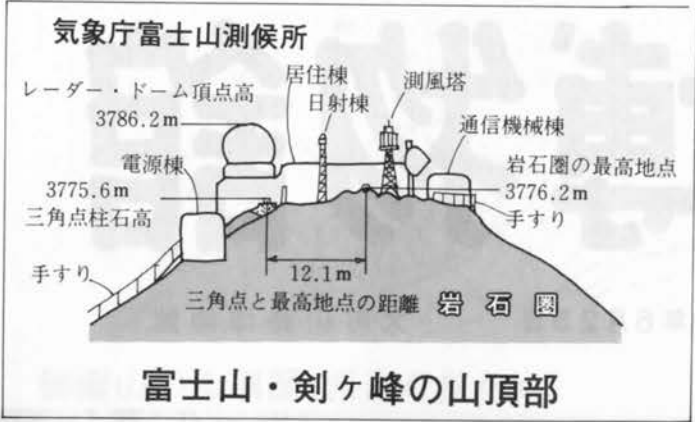 気象庁富士山測候所
レーダー・ドーム頂点高
3786.2m
居住棟
日射棟
測風塔
通信機械棟
電源棟
3775.6m
三角点柱石高
岩石圏の最高地点
3776.2m
手すり
手すり
12.1m
三角点と最高地点の距離
岩石圏
富士山・剣ヶ峰の山頂部